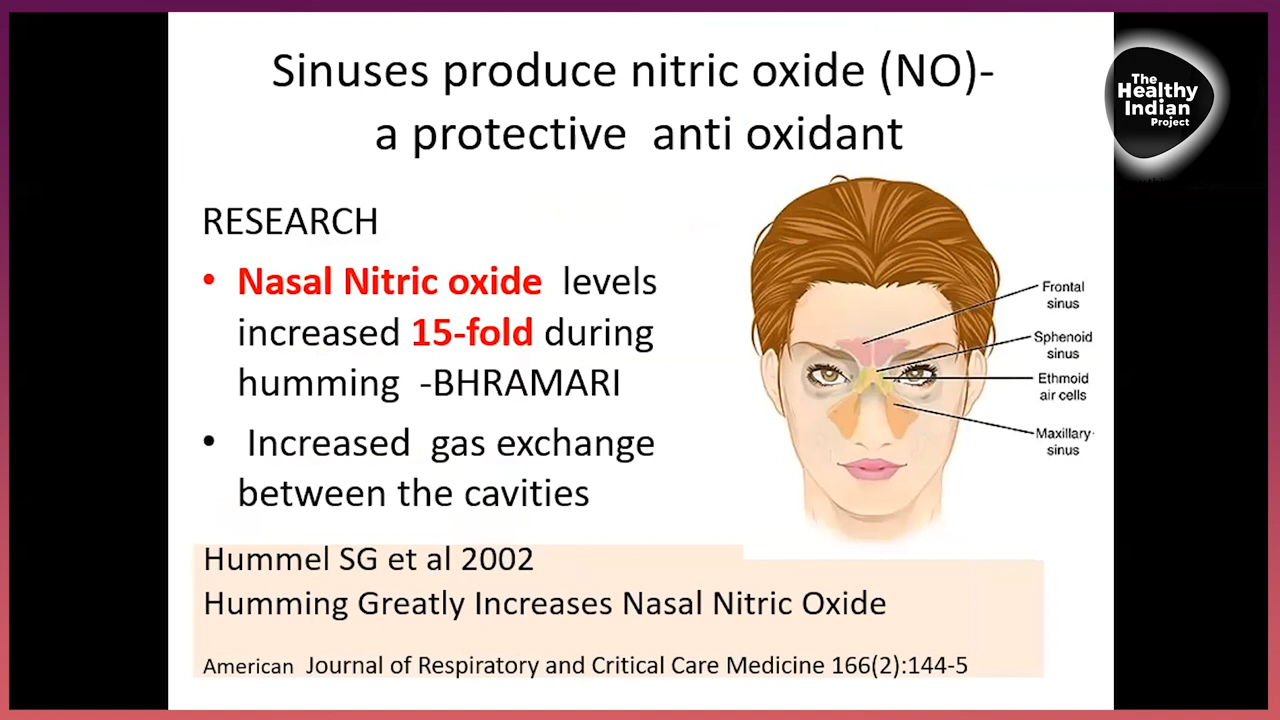 Sinuses produce nitric oxide (NO)-
a protective anti oxidant
The
Healthy
Indian
Project
RESEARCH
• Nasal Nitric oxide levels
increased 15-fold during
humming -BHRAMARI
• Increased gas exchange
between the cavities
Frontal
sinus
Sphenoid
sinus
Ethmoid
air cells
Maxillary
sinus
Hummel SG et al 2002
Humming Greatly Increases Nasal Nitric Oxide
American Journal of Respiratory and Critical Care Medicine 166(2):144-5